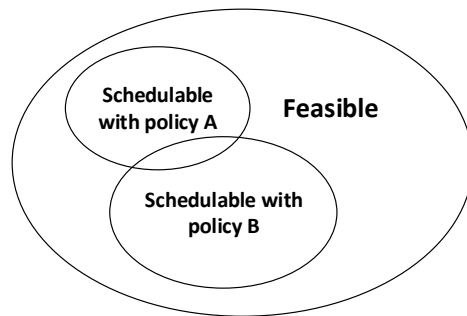 Schedulable
with policy A
Feasible
Schedulable with
policy B